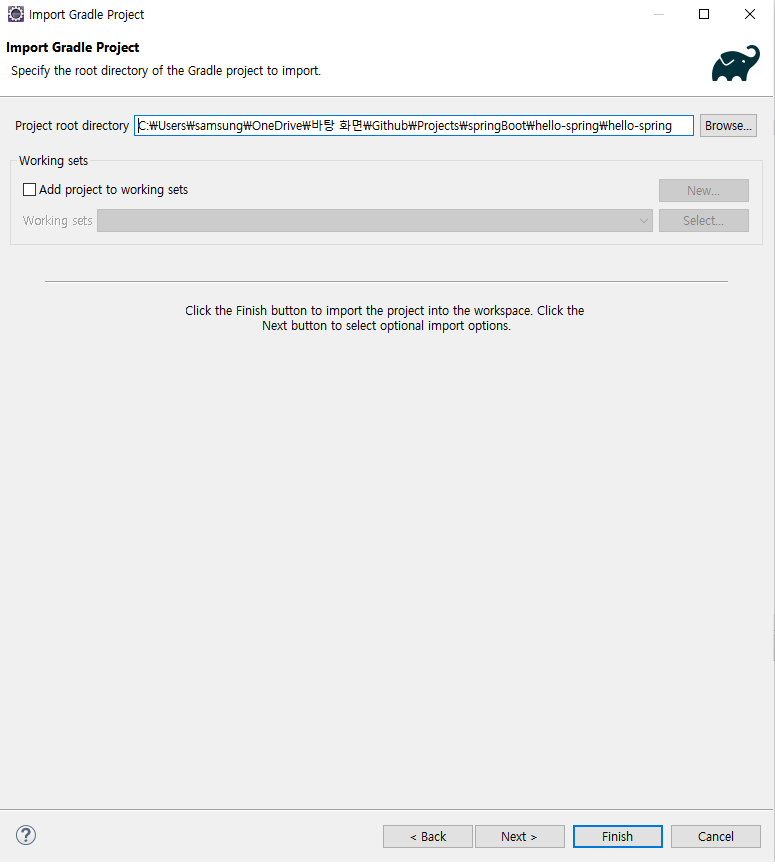 Import Gradle Project
Import Gradle Project
Specify the root directory of the Gradle project to import.
Project root directory C:₩Users₩samsung₩OneDrive₩바탕 화면₩Github₩Projects₩springBoot₩hello-spring₩hello-spring Browse...
Working sets
Add project to working sets New...
Working sets Select...
Click the Finish button to import the project into the workspace. Click the
Next button to select optional import options.
? < Back Next > Finish Cancel